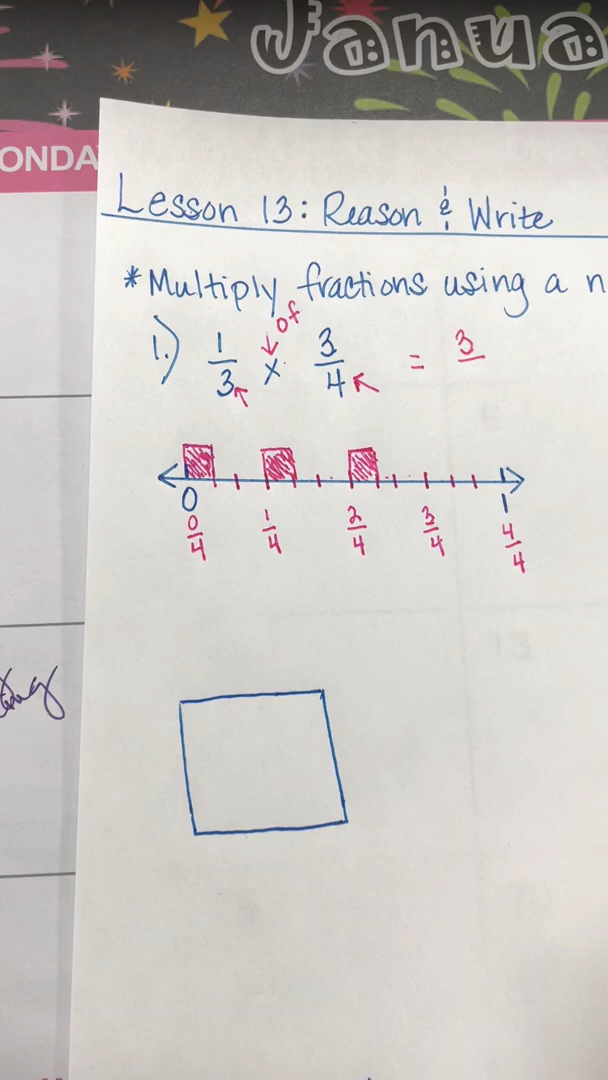 Janua
ONDA
Lesson 13: Reason & Write
*Multiply fractions using a n
of
1.) 1/3 x 3/4 = 3
0 1
0/4 1/4 2/4 3/4 4/4